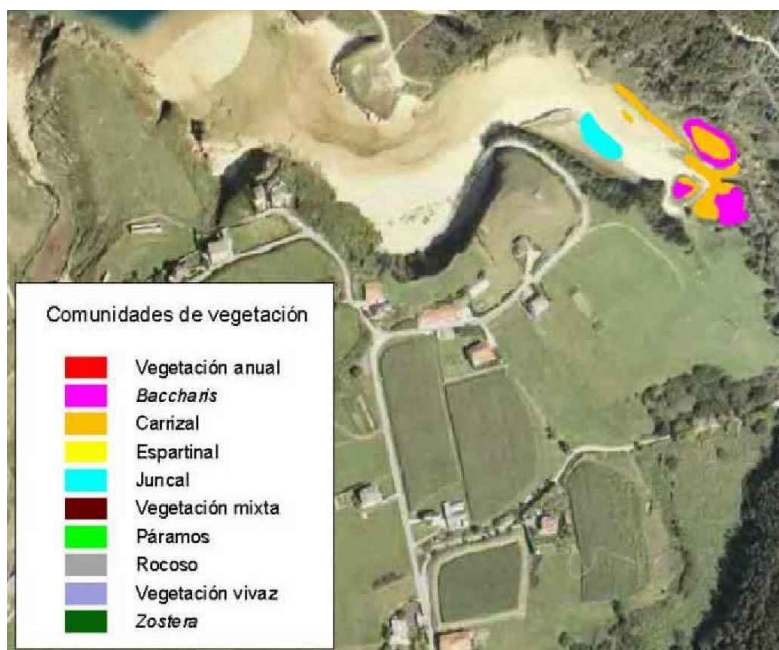 Comunidades de vegetación
Vegetación anual
Baccharis
Carrizal
Espartinal
Juncal
Vegetación mixta
Páramos
Rocoso
Vegetación vivaz
Zostera